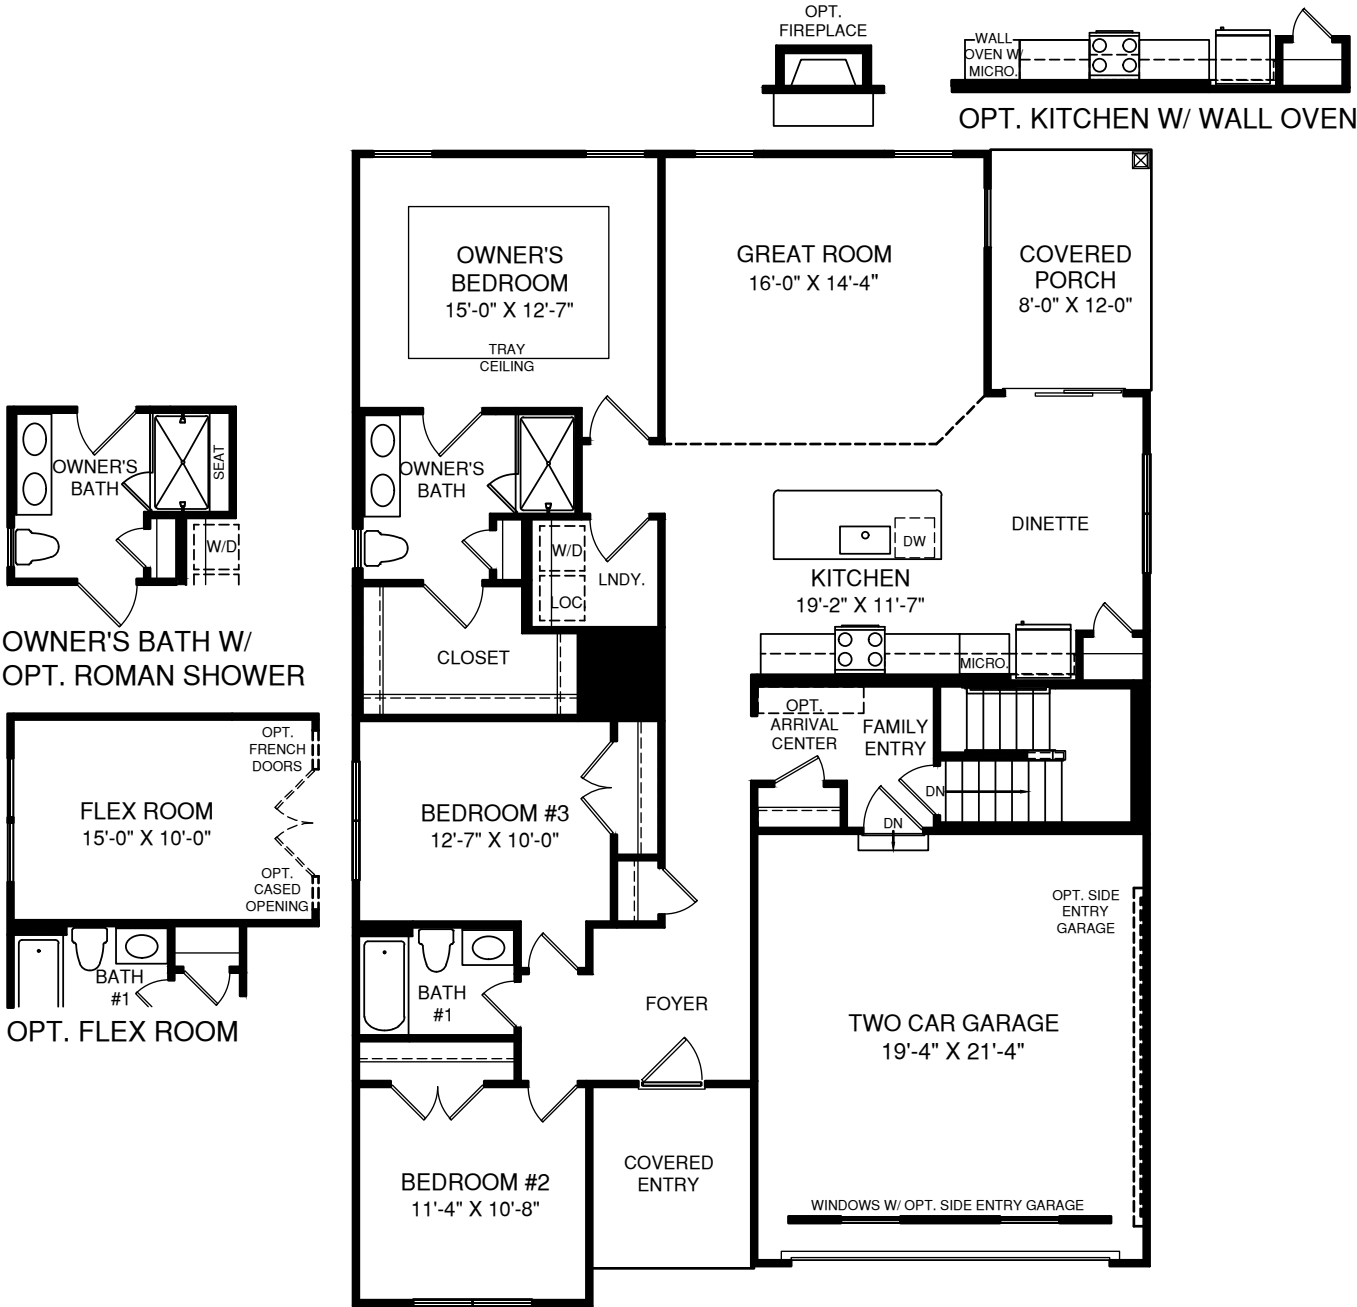 OPT.
FIREPLACE
WALL
OVEN W/
MICRO.
OPT. KITCHEN W/ WALL OVEN
OWNER'S
BEDROOM
15'-0" X 12'-7"
TRAY
CEILING
GREAT ROOM
16'-0" X 14'-4"
COVERED
PORCH
8'-0" X 12-0"
OWNER'S
BATH
SEAT
W/D
OWNER'S BATH W/
OPT. ROMAN SHOWER
OWNER'S
BATH
W/D
LOC
LNDY.
CLOSET
DW
KITCHEN
19'-2" X 11'-7"
DINETTE
MICRO.
OPT.
ARRIVAL
CENTER
FAMILY
ENTRY
DN
DN
OPT.
FRENCH
DOORS
FLEX ROOM
15'-0" X 10'-0"
OPT.
CASED
OPENING
BATH
#1
OPT. FLEX ROOM
BEDROOM #3
12'-7" X 10'-0"
BATH
#1
FOYER
OPT. SIDE
ENTRY
GARAGE
TWO CAR GARAGE
19'-4" X 21'-4"
BEDROOM #2
11'-4" X 10'-8"
COVERED
ENTRY
WINDOWS W/ OPT. SIDE ENTRY GARAGE